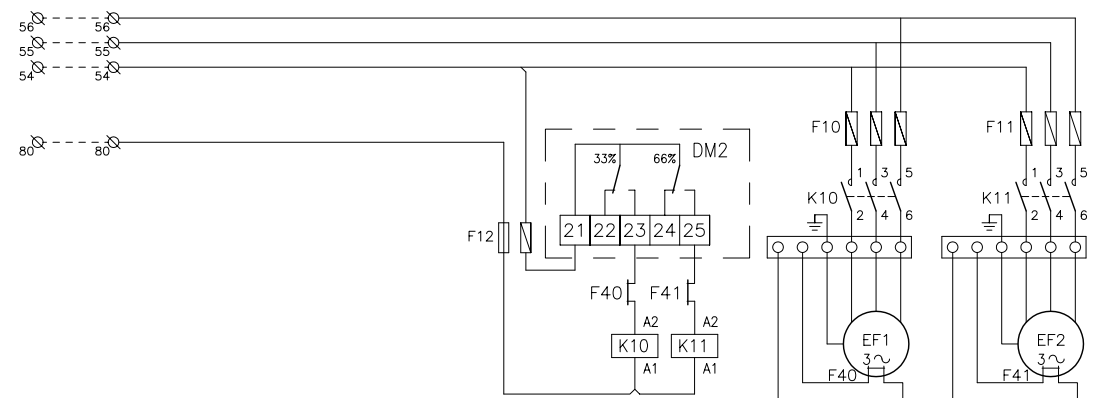 56 56
55 55
54 54
80 80
F12
33% 66% DM2
21 22 23 24 25
F40 F41
A2 A2
K10 K11
A1 A1
F10
1 3 5
K10
2 4 6
EF1
3∿
F40
F11
1 3 5
K11
2 4 6
EF2
3∿
F41